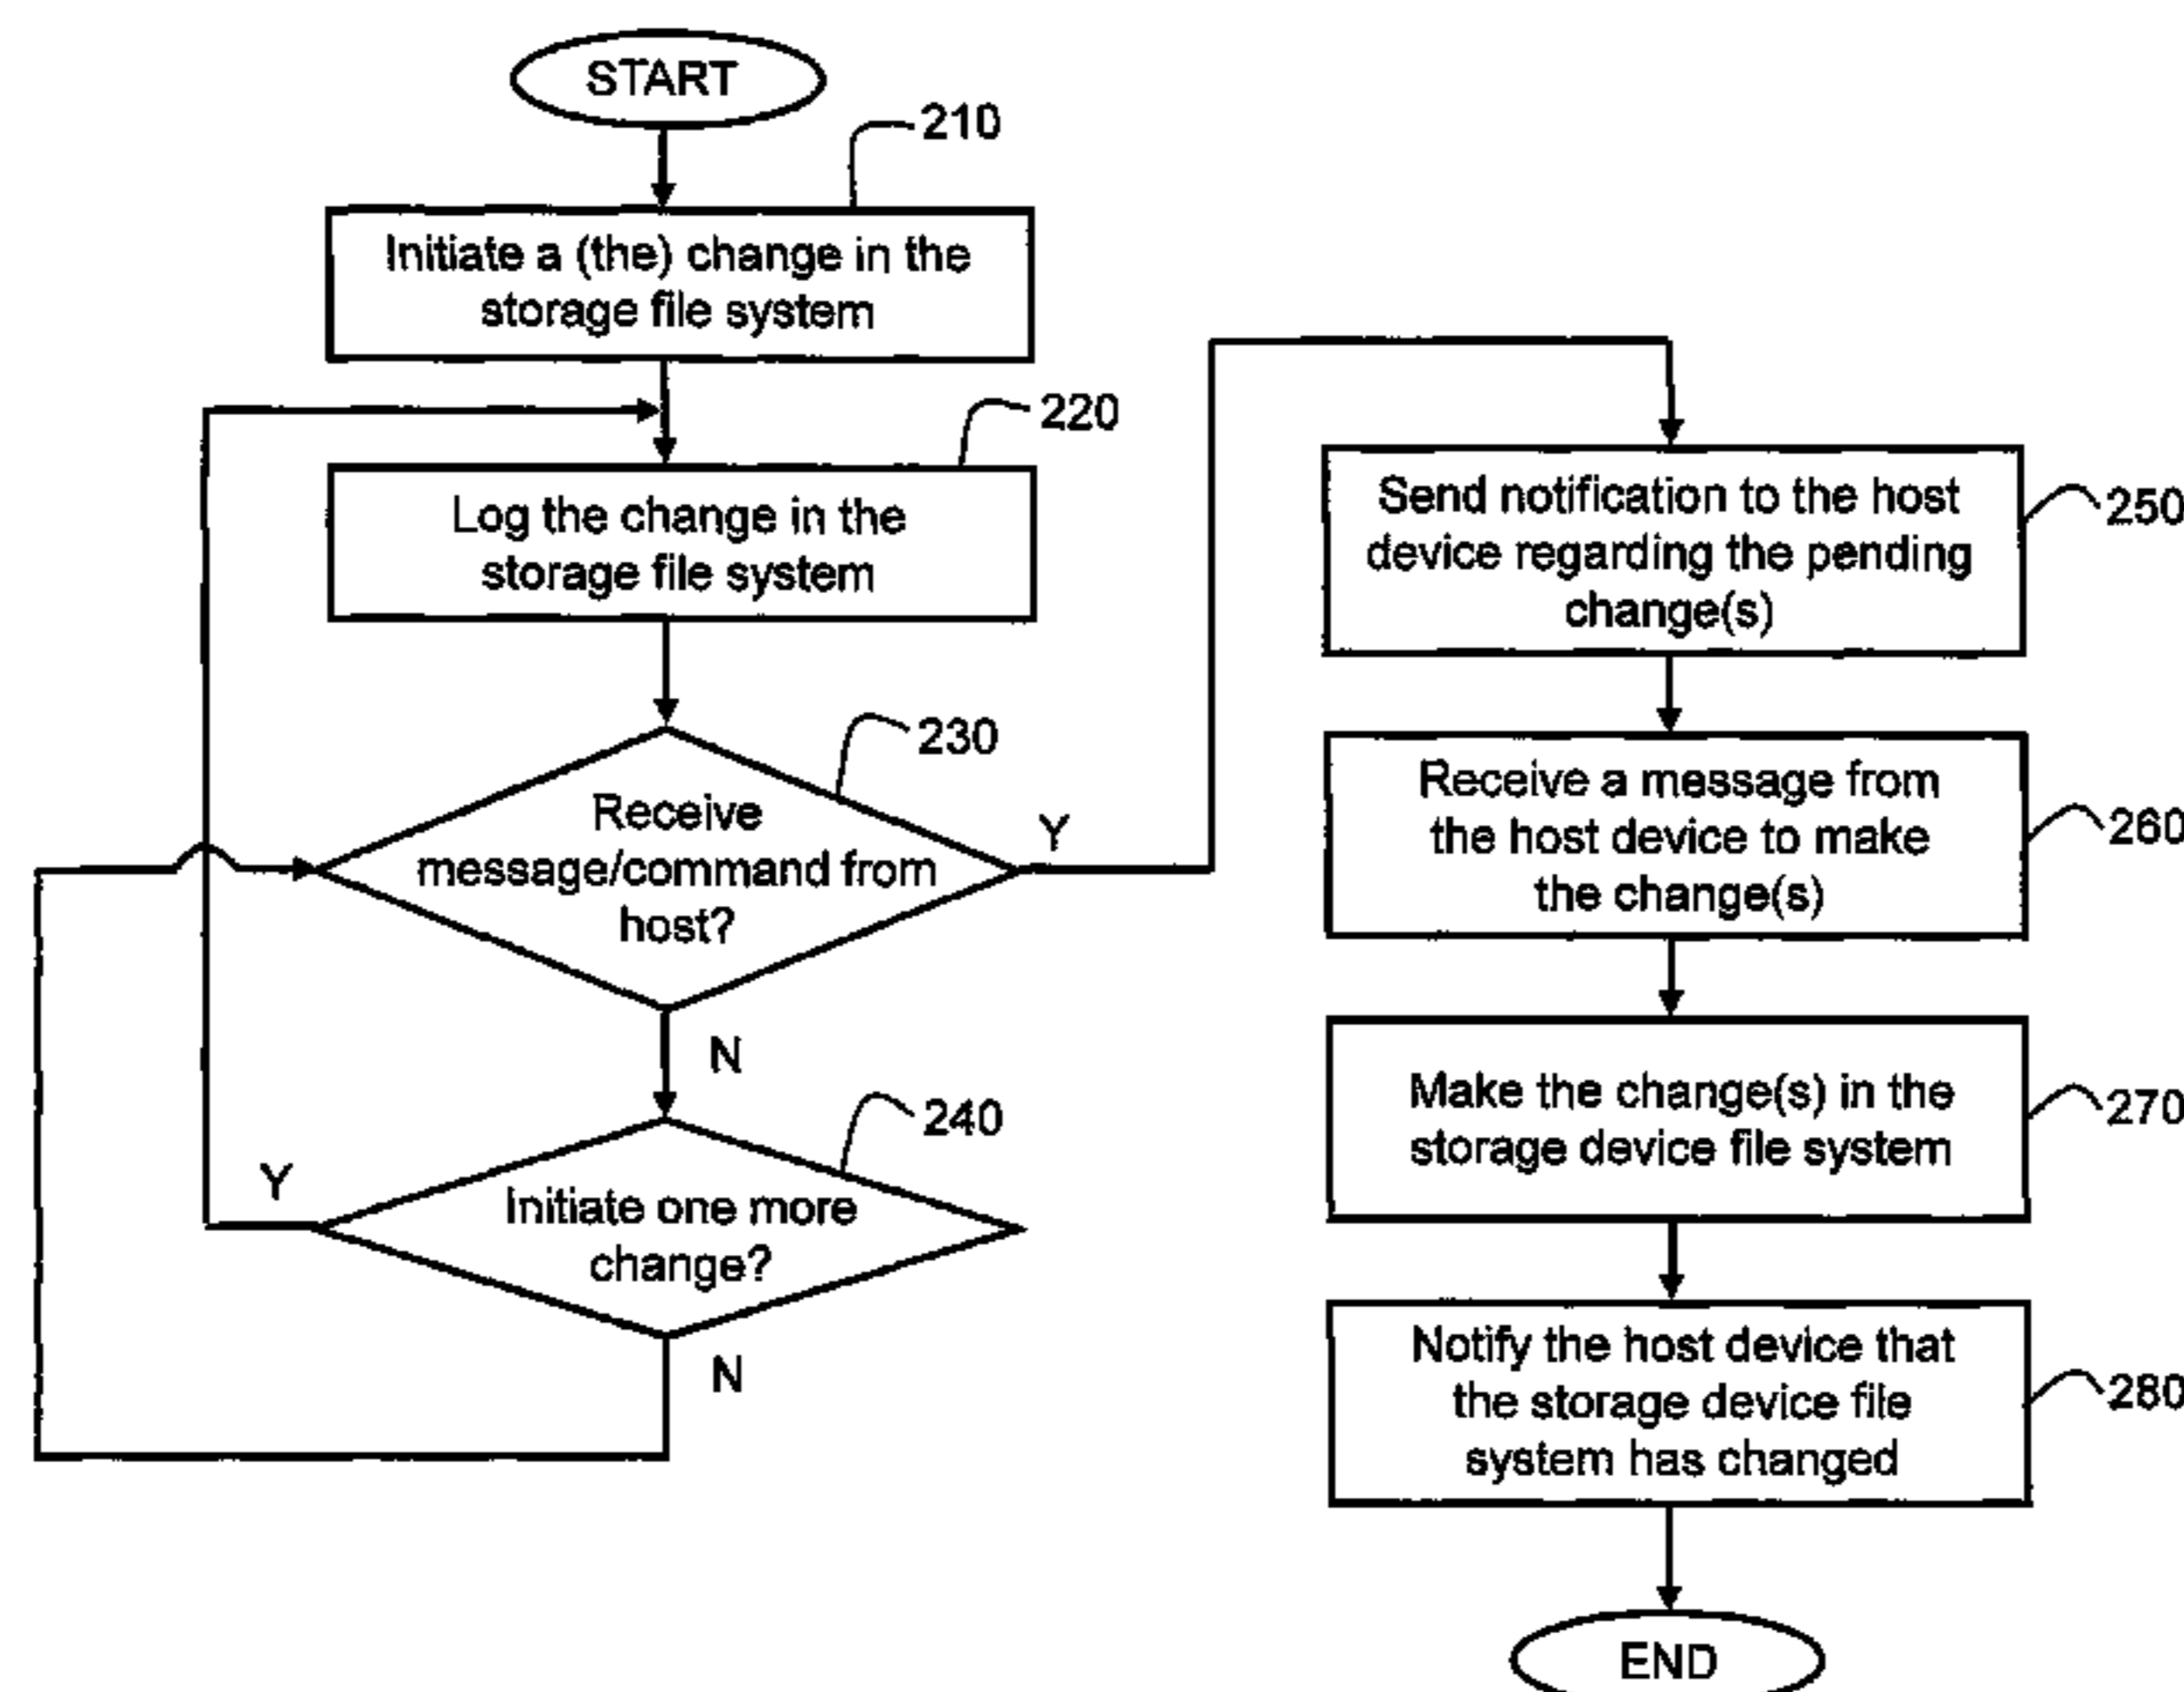 START
210
Initiate a (the) change in the
storage file system
220
Log the change in the
storage file system
230
Receive
message/command from
host?
Y
N
240
Initiate one more
change?
Y
N
250
Send notification to the host
device regarding the pending
change(s)
260
Receive a message from
the host device to make
the change(s)
270
Make the change(s) in the
storage device file system
280
Notify the host device that
the storage device file
system has changed
END